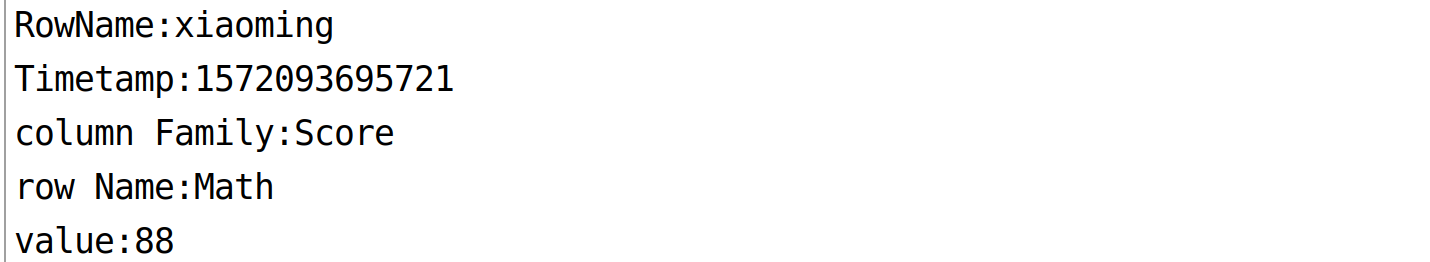 RowName:xiaoming
Timetamp:1572093695721
column Family:Score
row Name:Math
value:88